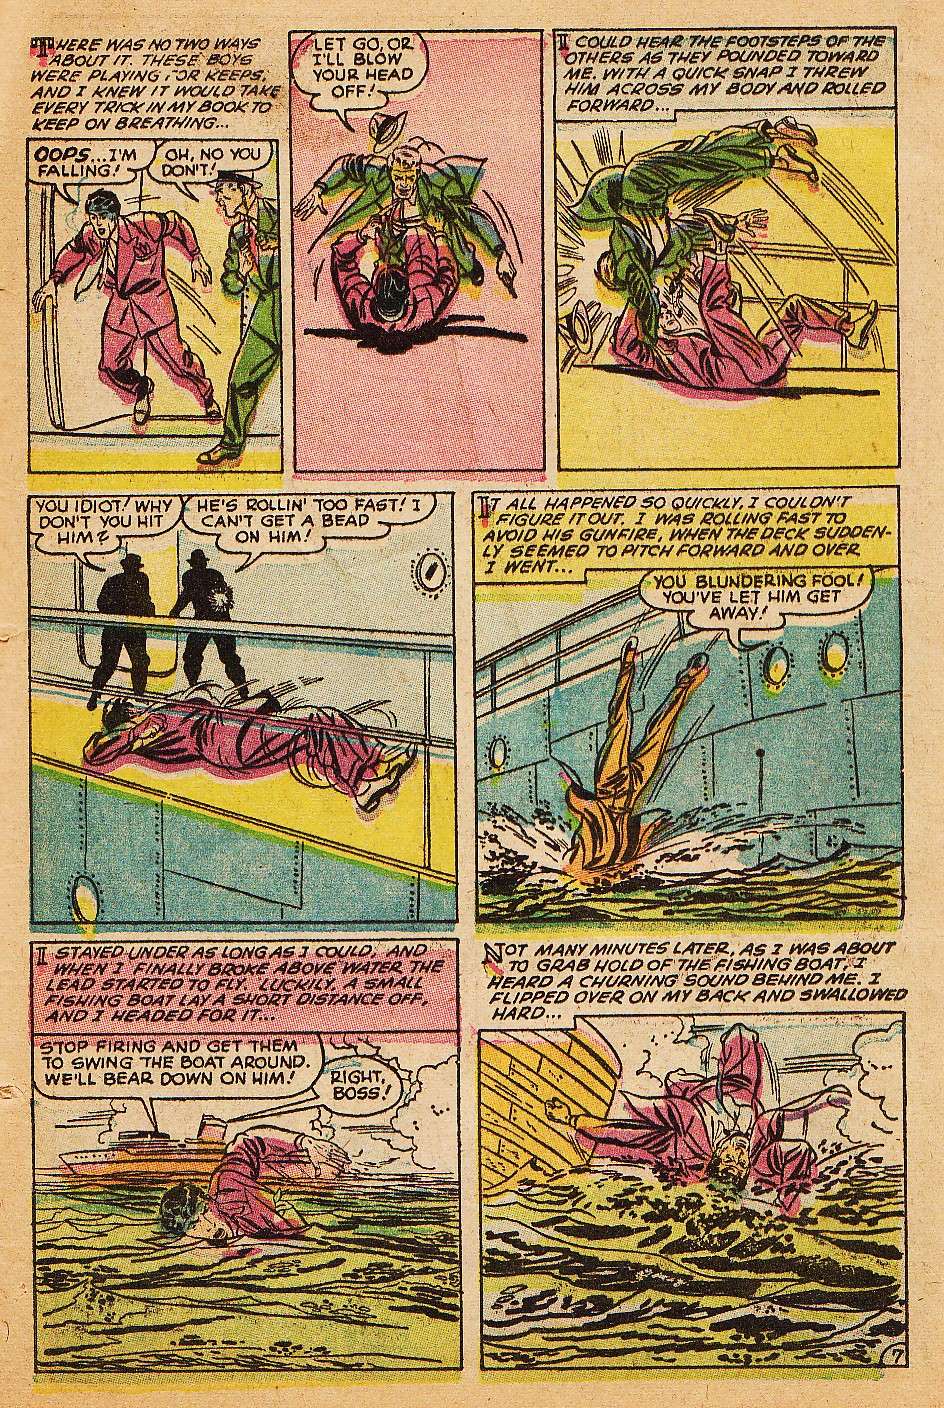 THERE WAS NO TWO WAYS
ABOUT IT. THESE BOYS
WERE PLAYING FOR KEEPS,
AND I KNEW IT WOULD TAKE
EVERY TRICK IN MY BOOK TO
KEEP ON BREATHING...
OOPS...I'M
FALLING!
OH, NO YOU
DON'T!
LET GO, OR
I'LL BLOW
YOUR HEAD
OFF!
I COULD HEAR THE FOOTSTEPS OF THE
OTHERS AS THEY POUNDED TOWARD
ME. WITH A QUICK SNAP I THREW
HIM ACROSS MY BODY AND ROLLED
FORWARD...
YOU IDIOT! WHY
DON'T YOU HIT
HIM?
HE'S ROLLIN' TOO FAST! I
CAN'T GET A BEAD
ON HIM!
IT ALL HAPPENED SO QUICKLY, I COULDN'T
FIGURE IT OUT. I WAS ROLLING FAST TO
AVOID HIS GUNFIRE, WHEN THE DECK SUDDEN-
LY SEEMED TO PITCH FORWARD AND OVER
I WENT...
YOU BLUNDERING FOOL!
YOU'VE LET HIM GET
AWAY!
I STAYED UNDER AS LONG AS I COULD, AND
WHEN I FINALLY BROKE ABOVE WATER THE
LEAD STARTED TO FLY. LUCKILY, A SMALL
FISHING BOAT LAY A SHORT DISTANCE OFF,
AND I HEADED FOR IT...
STOP FIRING AND GET THEM
TO SWING THE BOAT AROUND.
WE'LL BEAR DOWN ON HIM!
RIGHT,
BOSS!
NOT MANY MINUTES LATER, AS I WAS ABOUT
TO GRAB HOLD OF THE FISHING BOAT, I
HEARD A CHURNING SOUND BEHIND ME. I
FLIPPED OVER ON MY BACK AND SWALLOWED
HARD...
7